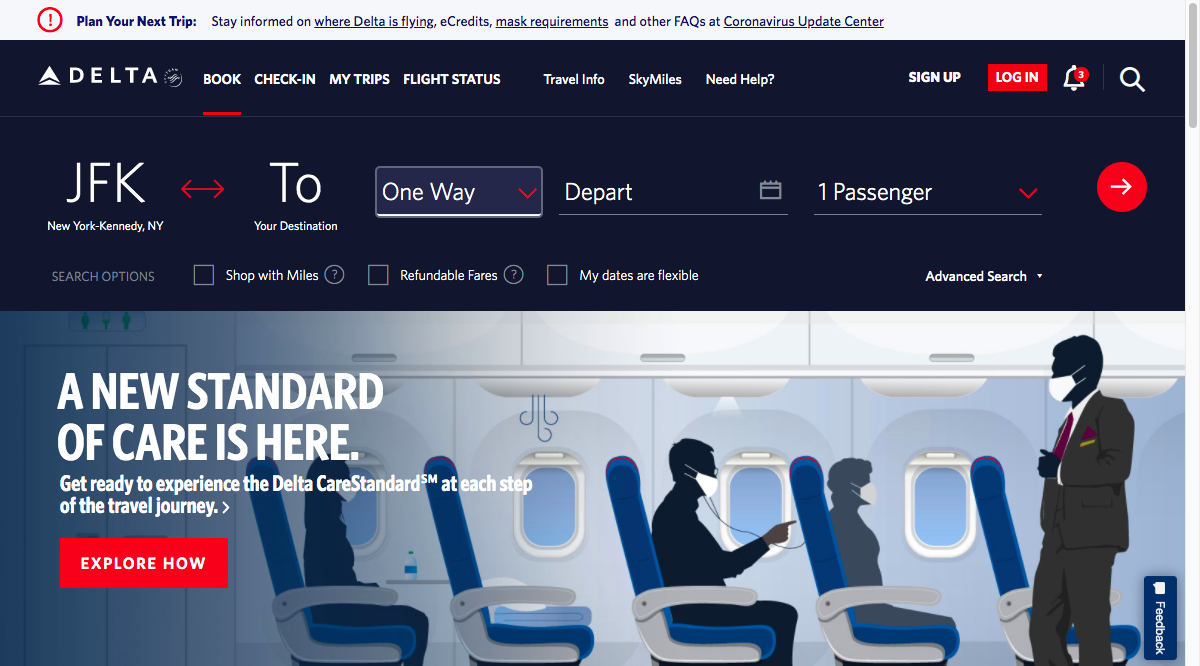 Plan Your Next Trip: Stay informed on where Delta is flying, eCredits, mask requirements and other FAQs at Coronavirus Update Center
DELTA BOOK CHECK-IN MY TRIPS FLIGHT STATUS Travel Info SkyMiles Need Help? SIGN UP LOG IN 3
JFK To One Way Depart 1 Passenger
New York-Kennedy, NY Your Destination
SEARCH OPTIONS Shop with Miles ? Refundable Fares ? My dates are flexible Advanced Search
A NEW STANDARD
OF CARE IS HERE.
Get ready to experience the Delta CareStandard℠ at each step
of the travel journey.
EXPLORE HOW
Feedback